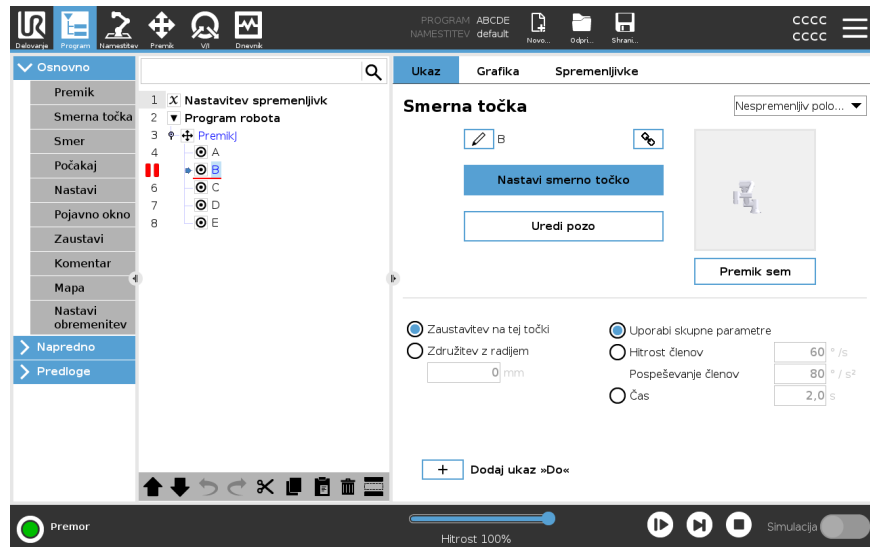 PROGRAM ABCDE
NAMESTITEV default
Delovanje
Program
Namestitev
Premik
V/I
Dnevnik
Novo...
Odpri...
Shrani...
CCCC
CCCC
Osnovno
Premik
Smerna točka
Smer
Počakaj
Nastavi
Pojavno okno
Zaustavi
Komentar
Mapa
Nastavi
obremenitev
Napredno
Predloge
1 X Nastavitev spremenljivk
2 Program robota
3 PremikJ
4 A
B
6 C
7 D
8 E
Ukaz Grafika Spremenljivke
Smerna točka
Nespremenljiv polo...
B
Nastavi smerno točko
Uredi pozo
Premik sem
Zaustavitev na tej točki
Združitev z radijem
0 mm
Uporabi skupne parametre
Hitrost členov 60 °/s
Pospeševanje členov 80 °/s²
Čas 2,0 s
+ Dodaj ukaz »Do«
Premor
Hitrost 100%
Simulacija